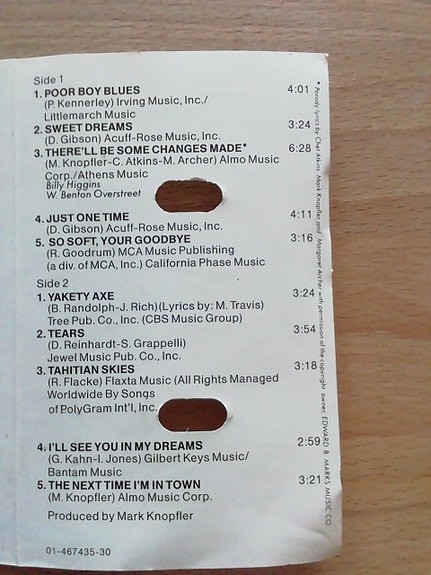 Side 1
1. POOR BOY BLUES 4:01
(P. Kennerley) Irving Music, Inc./
Littlemarch Music
2. SWEET DREAMS 3:24
(D. Gibson) Acuff-Rose Music, Inc.
3. THERE'LL BE SOME CHANGES MADE* 6:28
(M. Knopfler-C. Atkins-M. Archer) Almo Music
Corp./Athens Music
Billy Higgins
W. Benton Overstreet
4. JUST ONE TIME 4:11
(D. Gibson) Acuff-Rose Music, Inc.
5. SO SOFT, YOUR GOODBYE 3:16
(R. Goodrum) MCA Music Publishing
(a div. of MCA, Inc.) California Phase Music
Side 2
1. YAKETY AXE 3:24
(B. Randolph-J. Rich)(Lyrics by: M. Travis)
Tree Pub. Co., Inc. (CBS Music Group)
2. TEARS 3:54
(D. Reinhardt-S. Grappelli)
Jewel Music Pub. Co., Inc.
3. TAHITIAN SKIES 3:18
(R. Flacke) Flaxta Music (All Rights Managed
Worldwide By Songs
of PolyGram Int'l, Inc.
4. I'LL SEE YOU IN MY DREAMS 2:59
(G. Kahn-I. Jones) Gilbert Keys Music/
Bantam Music
5. THE NEXT TIME I'M IN TOWN 3:21
(M. Knopfler) Almo Music Corp.
Produced by Mark Knopfler
01-467435-30
* Parody lyrics by Chet Atkins, Mark Knopfler and Margaret Archer with permission of the copyright owner, EDWARD B. MARKS MUSIC CO